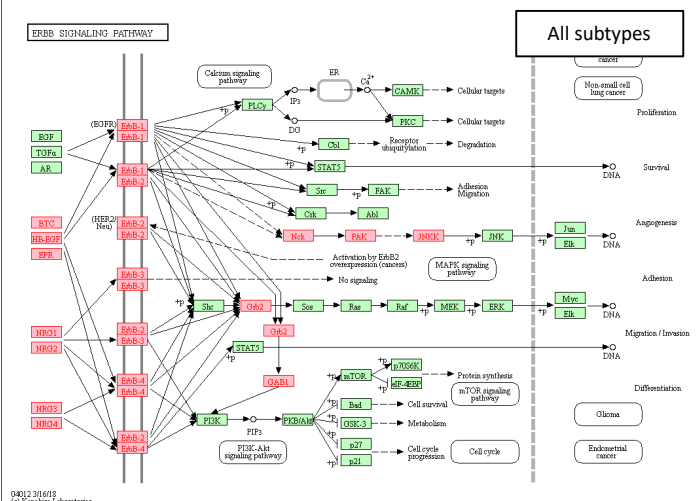 ERBB SIGNALING PATHWAY
All subtypes
cancer
Non-small cell
lung cancer
Proliferation
Survival
Angiogenesis
Adhesion
Migration / Invasion
Differentiation
Glioma
Endometrial
cancer
Calcium signaling
pathway
ER
Ca2+
IP3
DG
+p
PLCγ
CAMK
Cellular targets
PKC
Cellular targets
(EGFR)
ErbB-1
ErbB-1
EGF
TGFα
AR
+p
Cbl
Receptor
ubiquitylation
Degradation
ErbB-1
ErbB-2
+p
STAT5
DNA
+p
Src
FAK
Adhesion
Migration
+p
Crk
Abl
BTC
HB-EGF
EPR
(HER2/
Neu)
ErbB-2
ErbB-2
Nck
PAK
JNKK
JNK
+p
Jun
Elk
DNA
Activation by ErbB2
overexpression (cancers)
MAPK signaling
pathway
ErbB-3
ErbB-3
No signaling
+p
Shc
Grb2
Sos
Ras
Raf
+p
MEK
+p
ERK
+p
Myc
Elk
DNA
NRG1
NRG2
ErbB-2
ErbB-3
Grb2
+p
STAT5
DNA
ErbB-4
ErbB-4
GAB1
+p
mTOR
+p
p70S6K
eIF-4EBP
Protein synthesis
mTOR signaling
pathway
NRG3
NRG4
ErbB-2
ErbB-4
PI3K
PIP3
PKB/Akt
+p
Bad
Cell survival
+p
GSK-3
Metabolism
+p
p27
+p
p21
Cell cycle
progression
Cell cycle
PI3K-Akt
signaling pathway
04012 3/16/18
(c) Kanehisa Laboratories